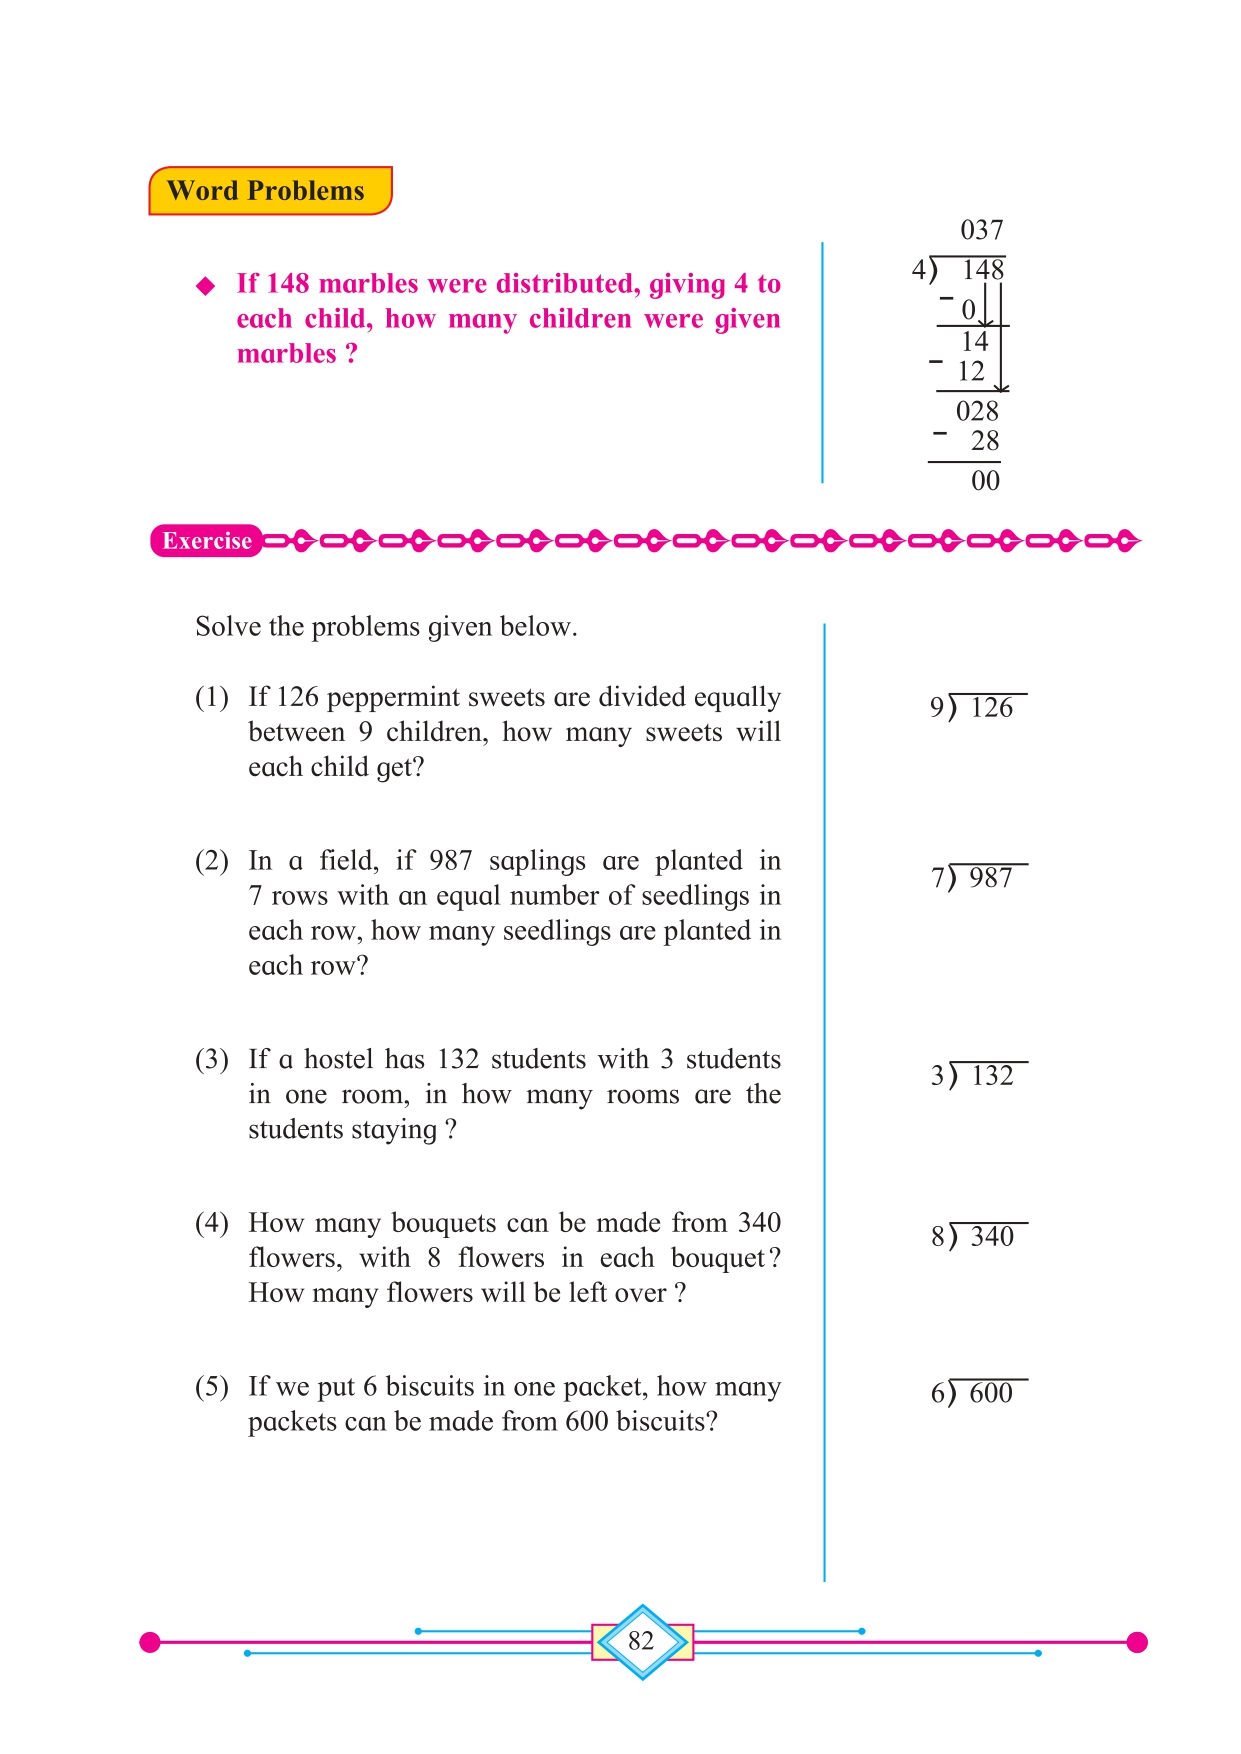 Word Problems
◆ If 148 marbles were distributed, giving 4 to
each child, how many children were given
marbles ?
037
4) 148
- 0
14
- 12
028
- 28
00
Exercise
Solve the problems given below.
(1) If 126 peppermint sweets are divided equally
between 9 children, how many sweets will
each child get?
9) 126
(2) In a field, if 987 saplings are planted in
7 rows with an equal number of seedlings in
each row, how many seedlings are planted in
each row?
7) 987
(3) If a hostel has 132 students with 3 students
in one room, in how many rooms are the
students staying ?
3) 132
(4) How many bouquets can be made from 340
flowers, with 8 flowers in each bouquet?
How many flowers will be left over ?
8) 340
(5) If we put 6 biscuits in one packet, how many
packets can be made from 600 biscuits?
6) 600
82